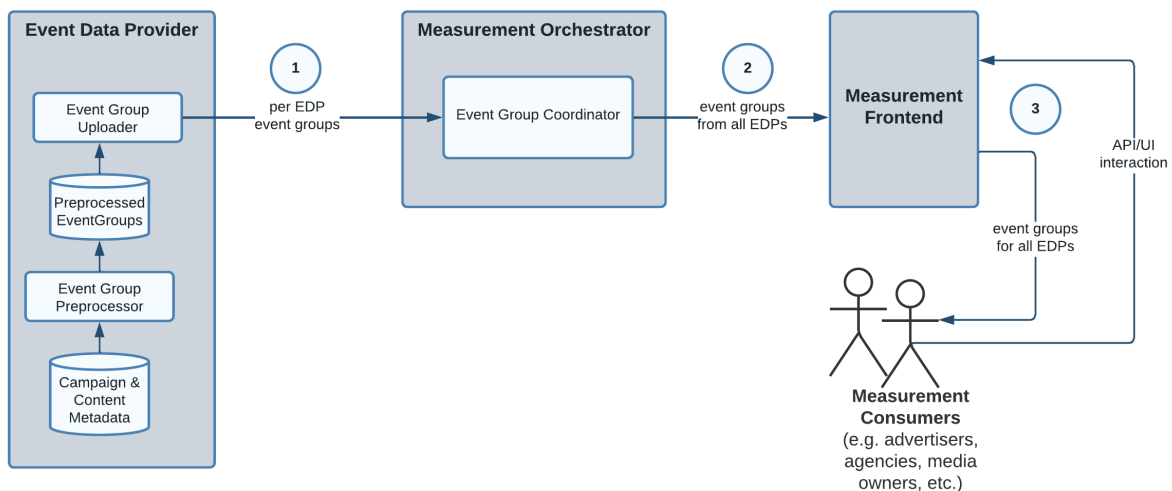 Event Data Provider
Event Group
Uploader
Preprocessed
EventGroups
Event Group
Preprocessor
Campaign &
Content
Metadata
1
per EDP
event groups
Measurement Orchestrator
Event Group Coordinator
2
event groups
from all EDPs
Measurement
Frontend
3
API/UI
interaction
event groups
for all EDPs
Measurement
Consumers
(e.g. advertisers,
agencies, media
owners, etc.)